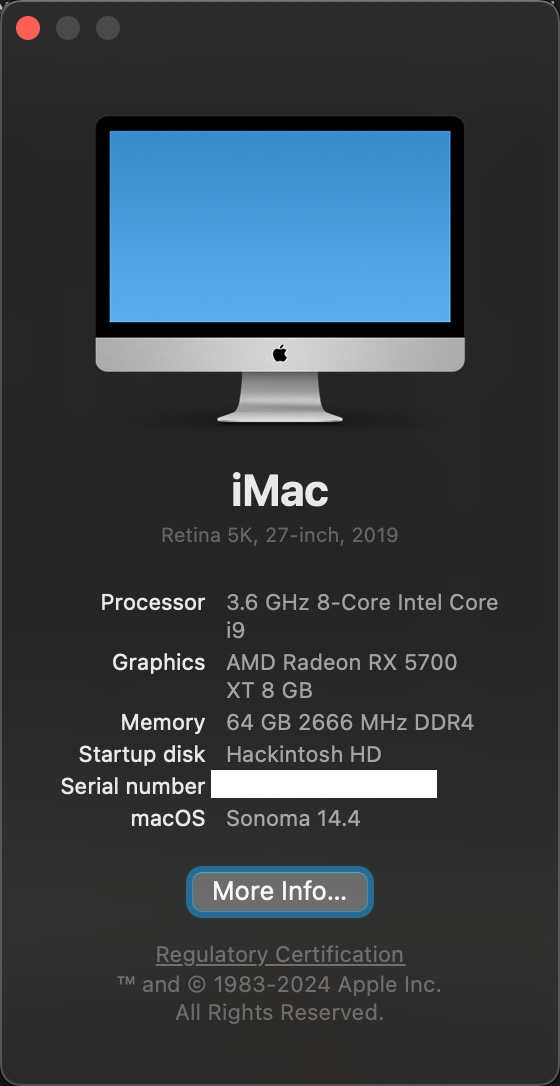 iMac
Retina 5K, 27-inch, 2019
Processor 3.6 GHz 8-Core Intel Core
i9
Graphics AMD Radeon RX 5700
XT 8 GB
Memory 64 GB 2666 MHz DDR4
Startup disk Hackintosh HD
Serial number
macOS Sonoma 14.4
More Info...
Regulatory Certification
™ and © 1983-2024 Apple Inc.
All Rights Reserved.